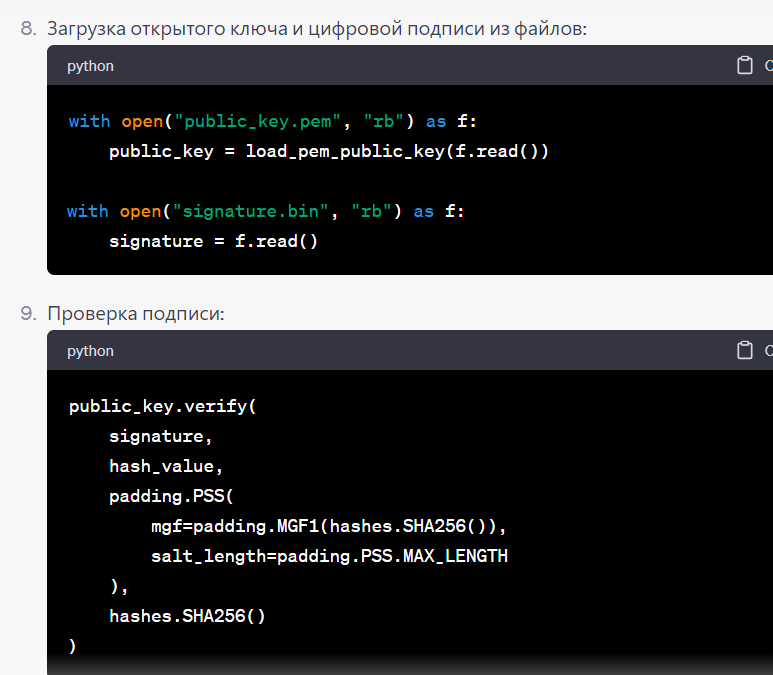 8. Загрузка открытого ключа и цифровой подписи из файлов:
python
with open("public_key.pem", "rb") as f:
    public_key = load_pem_public_key(f.read())
with open("signature.bin", "rb") as f:
    signature = f.read()
9. Проверка подписи:
python
public_key.verify(
    signature,
    hash_value,
    padding.PSS(
        mgf=padding.MGF1(hashes.SHA256()),
        salt_length=padding.PSS.MAX_LENGTH
    ),
    hashes.SHA256()
)